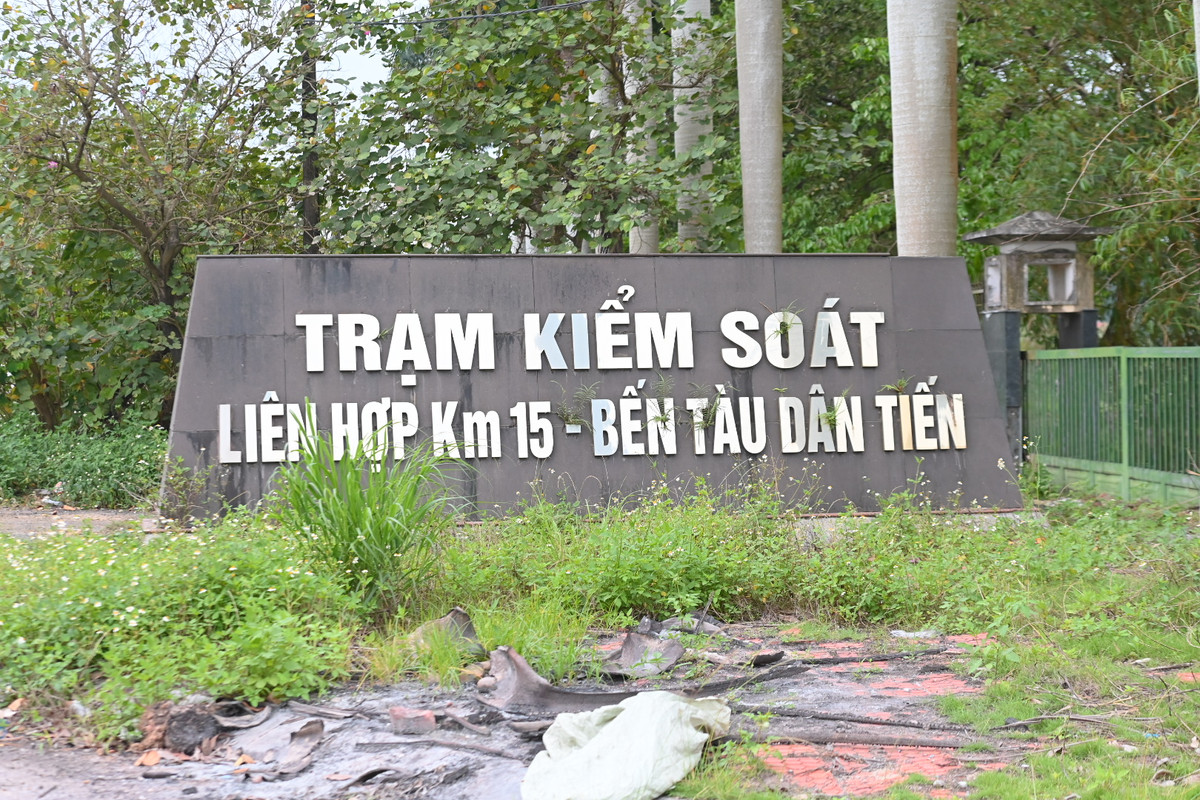 TRẠM KIỂM SOÁT
LIÊN HỢP Km 15 - BẾN TÀU DÂN TIẾN